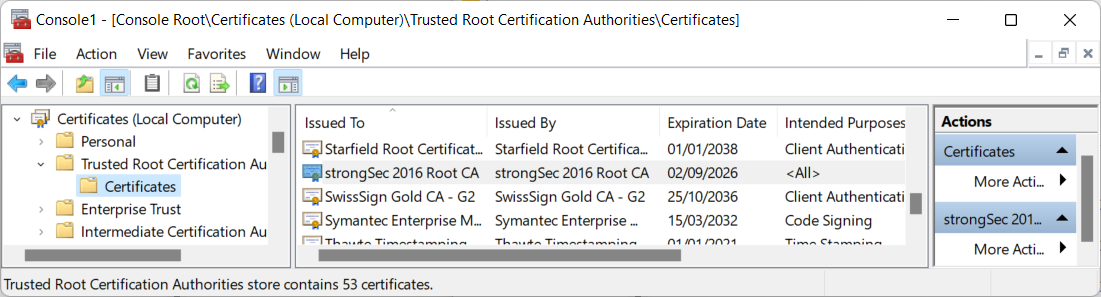 Console1 - [Console Root\Certificates (Local Computer)\Trusted Root Certification Authorities\Certificates]
File Action View Favorites Window Help
Certificates (Local Computer)
Personal
Trusted Root Certification Au
Certificates
Enterprise Trust
Intermediate Certification Au
Issued To Issued By Expiration Date Intended Purposes
Starfield Root Certificat... Starfield Root Certifica... 01/01/2038 Client Authenticati
strongSec 2016 Root CA strongSec 2016 Root CA 02/09/2026 <All>
SwissSign Gold CA - G2 SwissSign Gold CA - G2 25/10/2036 Client Authenticati
Symantec Enterprise M... Symantec Enterprise ... 15/03/2032 Code Signing
Thawte Timestamping Thawte Timestamping 01/01/2021 Time Stamping
Actions
Certificates
More Acti...
strongSec 201...
More Acti...
Trusted Root Certification Authorities store contains 53 certificates.